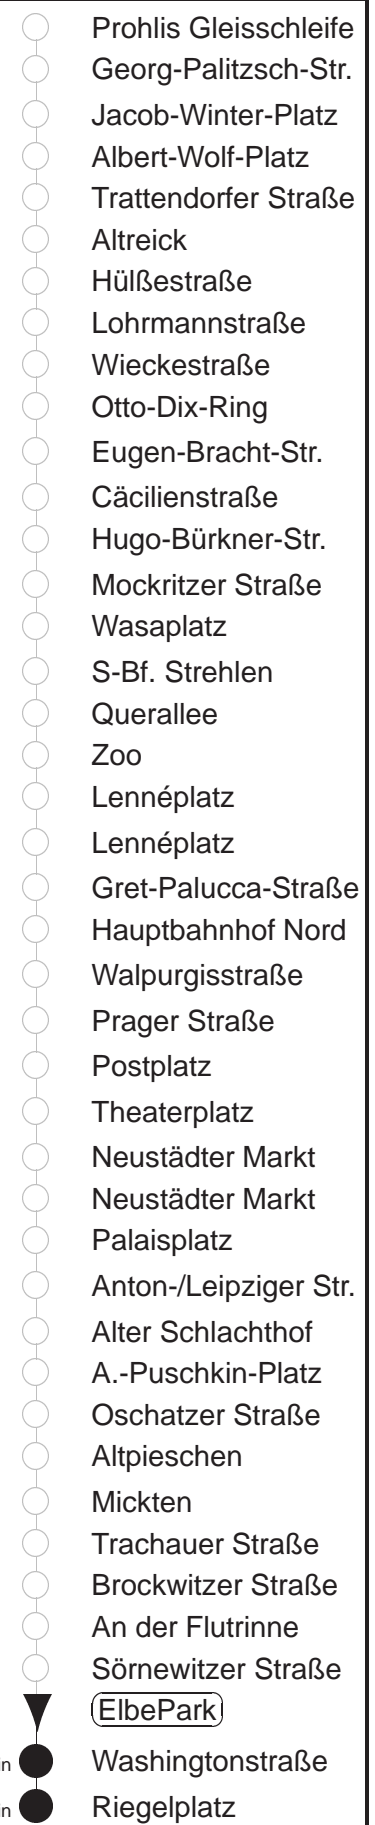 Prohlis Gleisschleife
Georg-Palitzsch-Str.
Jacob-Winter-Platz
Albert-Wolf-Platz
Trattendorfer Straße
Altreick
Hülßestraße
Lohrmannstraße
Wieckestraße
Otto-Dix-Ring
Eugen-Bracht-Str.
Cäcilienstraße
Hugo-Bürkner-Str.
Mockritzer Straße
Wasaplatz
S-Bf. Strehlen
Querallee
Zoo
Lennéplatz
Lennéplatz
Gret-Palucca-Straße
Hauptbahnhof Nord
Walpurgisstraße
Prager Straße
Postplatz
Theaterplatz
Neustädter Markt
Neustädter Markt
Palaisplatz
Anton-/Leipziger Str.
Alter Schlachthof
A.-Puschkin-Platz
Oschatzer Straße
Altpieschen
Mickten
Trachauer Straße
Brockwitzer Straße
An der Flutrinne
Sörnewitzer Straße
ElbePark
in Washingtonstraße
in Riegelplatz